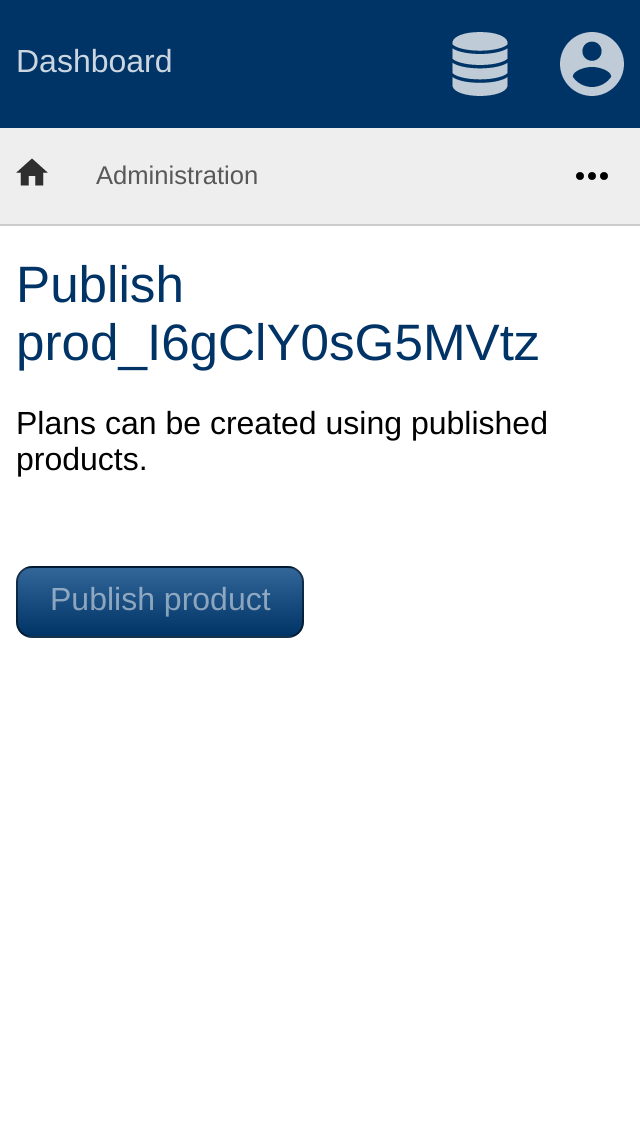 Dashboard
Administration
Publish
prod_I6gClY0sG5MVtz
Plans can be created using published
products.
Publish product